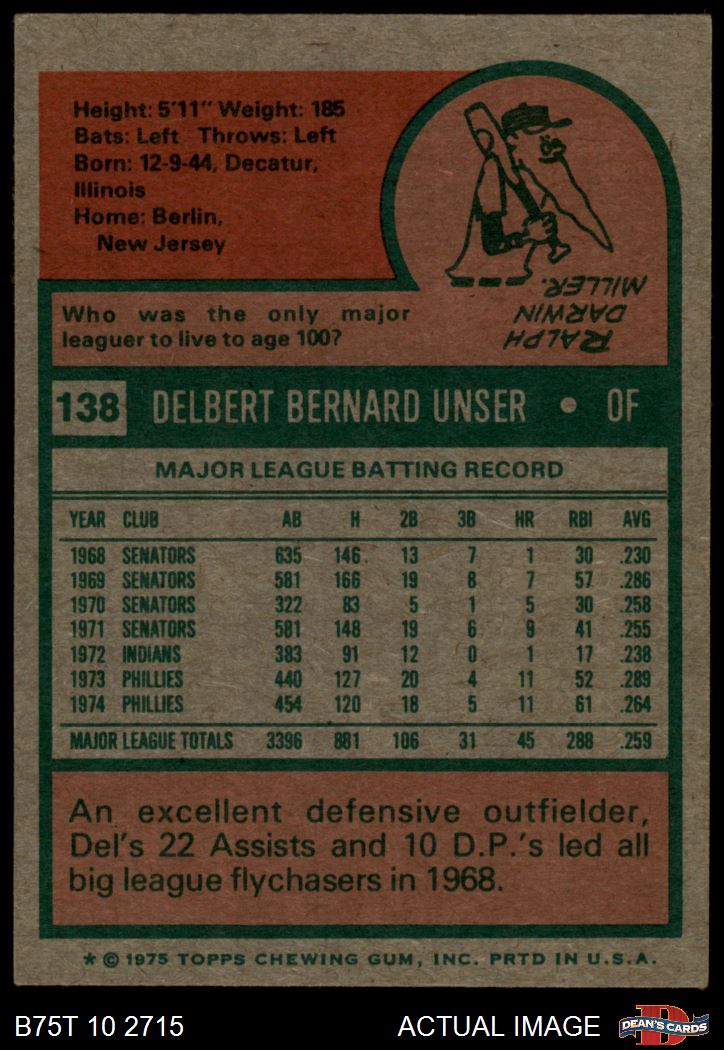 Height: 5'11" Weight: 185
Bats: Left Throws: Left
Born: 12-9-44, Decatur,
Illinois
Home: Berlin,
New Jersey
Who was the only major
leaguer to live to age 100?
RALPH
DARWIN
MILLER.
138 DELBERT BERNARD UNSER • OF
MAJOR LEAGUE BATTING RECORD
YEAR CLUB AB H 2B 3B HR RBI AVG
1968 SENATORS 635 146 13 7 1 30 .230
1969 SENATORS 581 166 19 8 7 57 .286
1970 SENATORS 322 83 5 1 5 30 .258
1971 SENATORS 581 148 19 6 9 41 .255
1972 INDIANS 383 91 12 0 1 17 .238
1973 PHILLIES 440 127 20 4 11 52 .289
1974 PHILLIES 454 120 18 5 11 61 .264
MAJOR LEAGUE TOTALS 3396 881 106 31 45 288 .259
An excellent defensive outfielder,
Del's 22 Assists and 10 D.P.'s led all
big league flychasers in 1968.
* © 1975 TOPPS CHEWING GUM, INC. PRTD IN U.S.A.
B75T 10 2715 ACTUAL IMAGE D DEAN'S CARDS